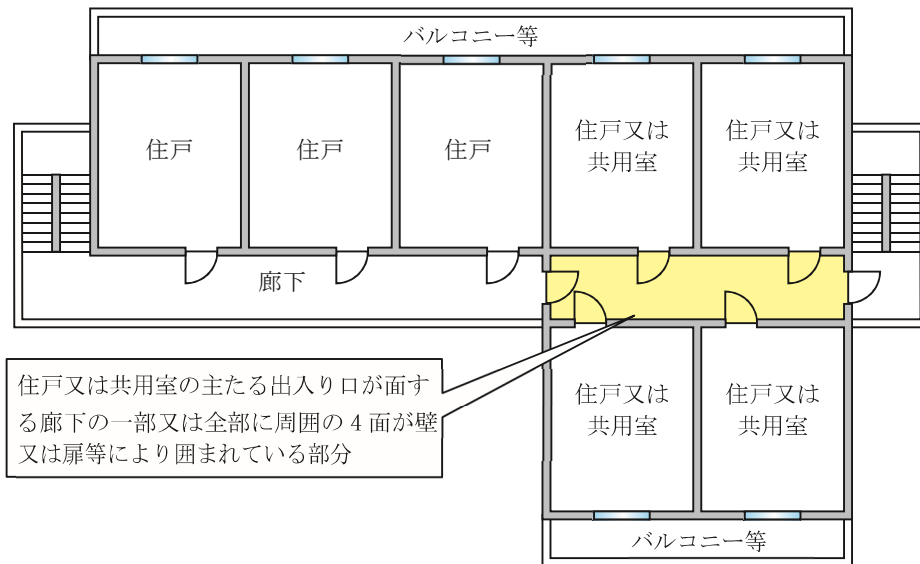 バルコニー等
住戸
住戸
住戸
住戸又は
共用室
住戸又は
共用室
廊下
住戸又は共用室の主たる出入り口が面す
る廊下の一部又は全部に周囲の4面が壁
又は扉等により囲まれている部分
住戸又は
共用室
住戸又は
共用室
バルコニー等